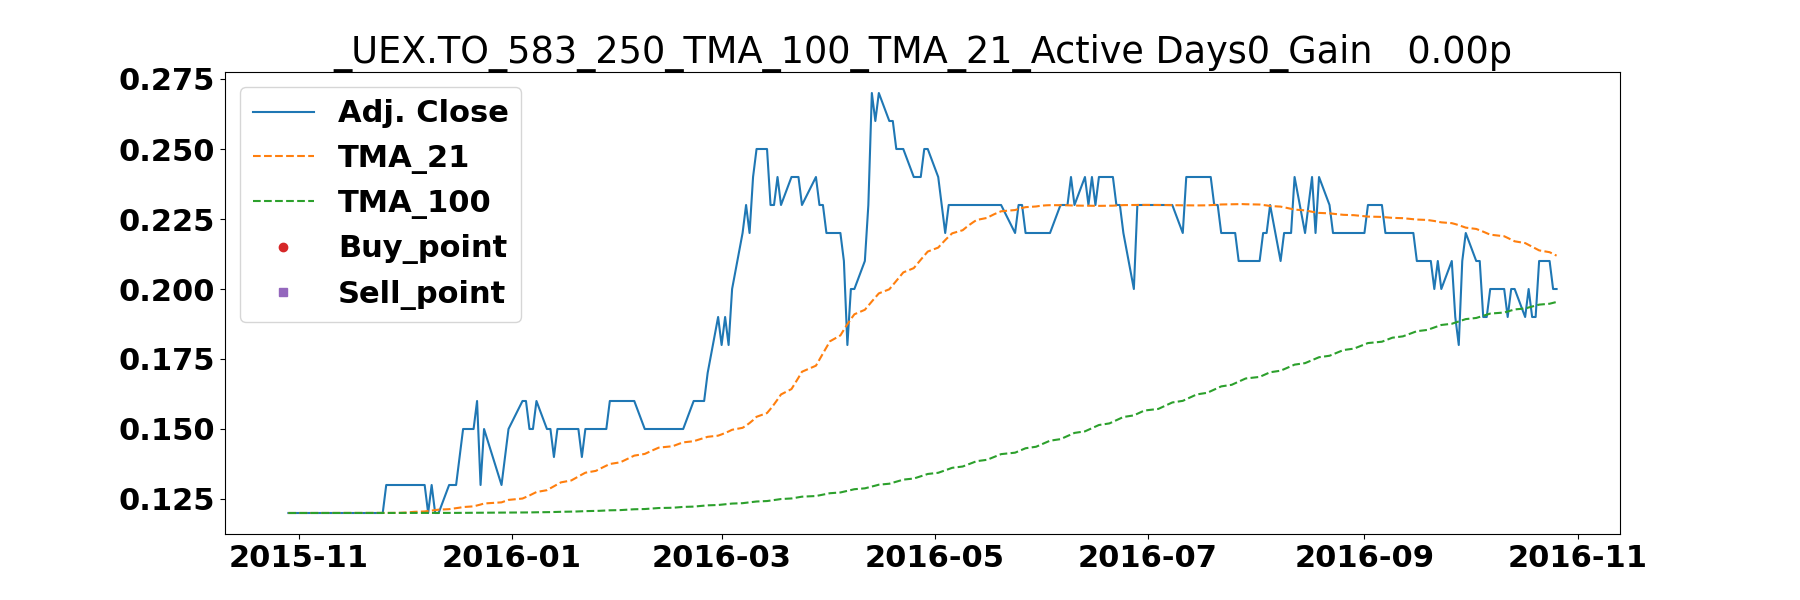 _UEX.TO_583_250_TMA_100_TMA_21_Active Days0_Gain   0.00p
0.275
0.250
0.225
0.200
0.175
0.150
0.125
Adj. Close
TMA_21
TMA_100
Buy_point
Sell_point
2015-11
2016-01
2016-03
2016-05
2016-07
2016-09
2016-11